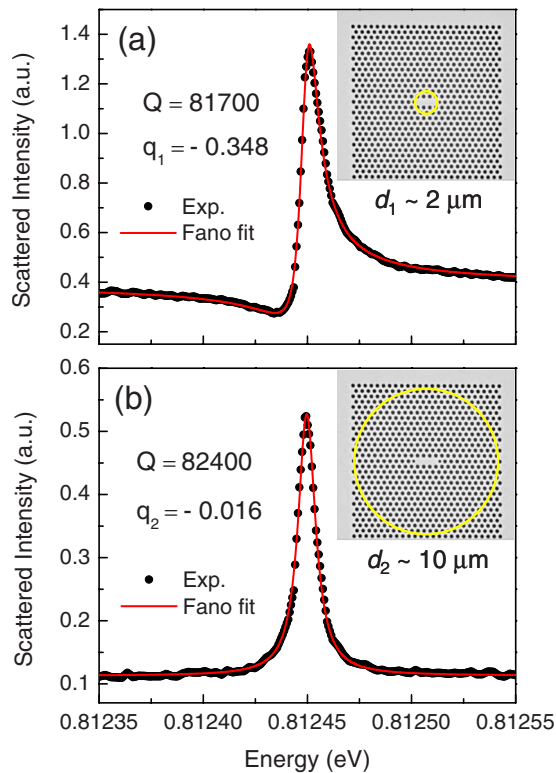 (a)
Q = 81700
q₁ = - 0.348
Exp.
Fano fit
d₁ ~ 2 µm
Scattered Intensity (a.u.)
1.4
1.2
1.0
0.8
0.6
0.4
0.2
(b)
Q = 82400
q₂ = - 0.016
Exp.
Fano fit
d₂ ~ 10 µm
Scattered Intensity (a.u.)
0.6
0.5
0.4
0.3
0.2
0.1
0.81235 0.81240 0.81245 0.81250 0.81255
Energy (eV)